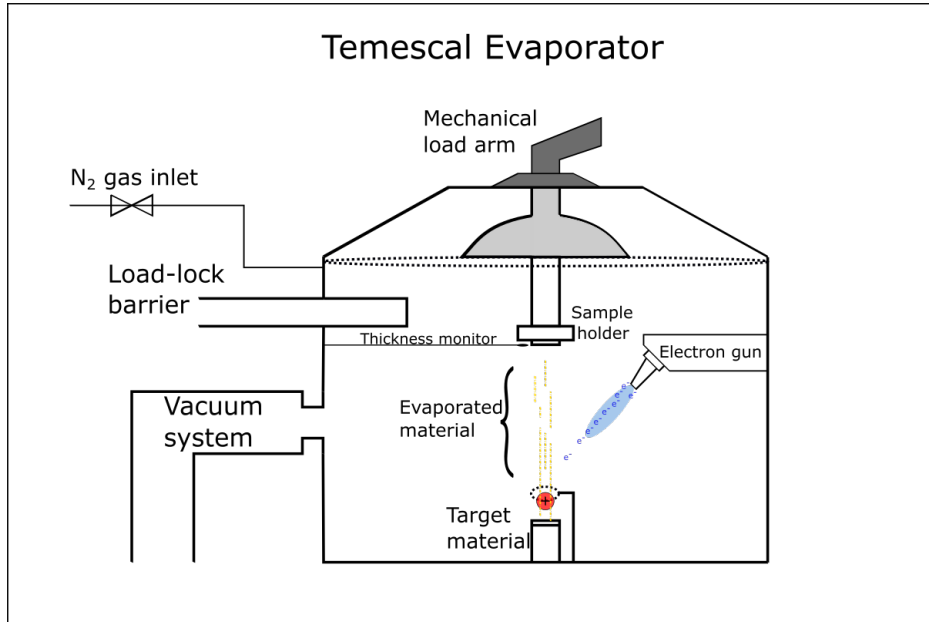 Temescal Evaporator
Mechanical
load arm
N₂ gas inlet
Load-lock
barrier
Sample
holder
Thickness monitor
Electron gun
Evaporated
material
Vacuum
system
e-
e-
e-
e-
e-
e-
e-
e-
+
Target
material